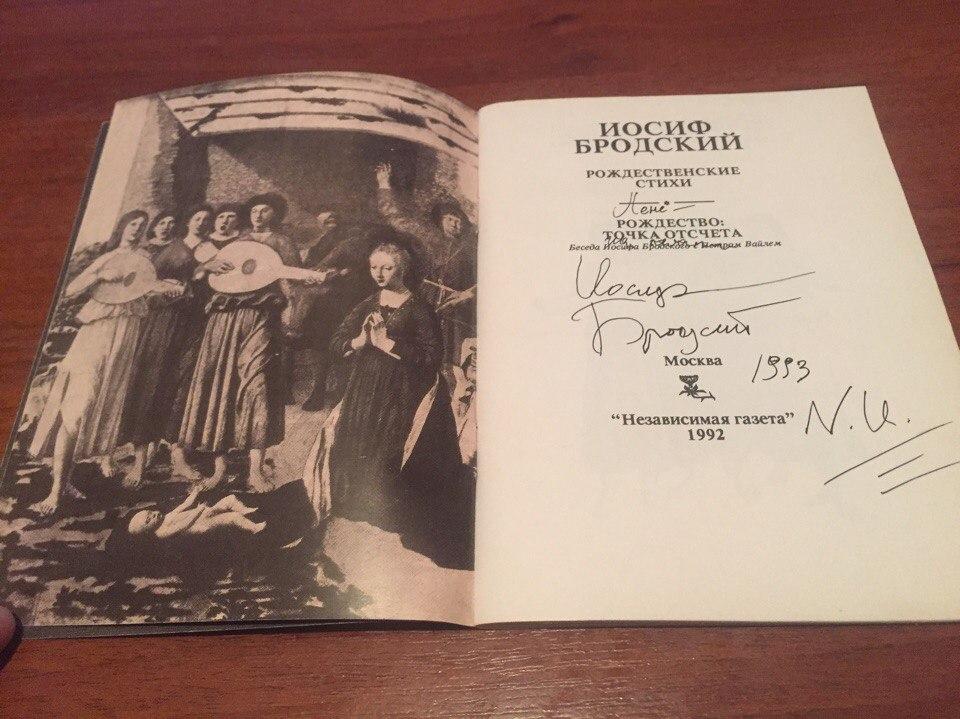 ИОСИФ
БРОДСКИЙ
РОЖДЕСТВЕНСКИЕ
СТИХИ
РОЖДЕСТВО:
ТОЧКА ОТСЧЕТА
Беседа Иосифа Бродского с Петром Вайлем
Иосиф
Бродский
Москва
1993
"Независимая газета"
N. Y.
1992